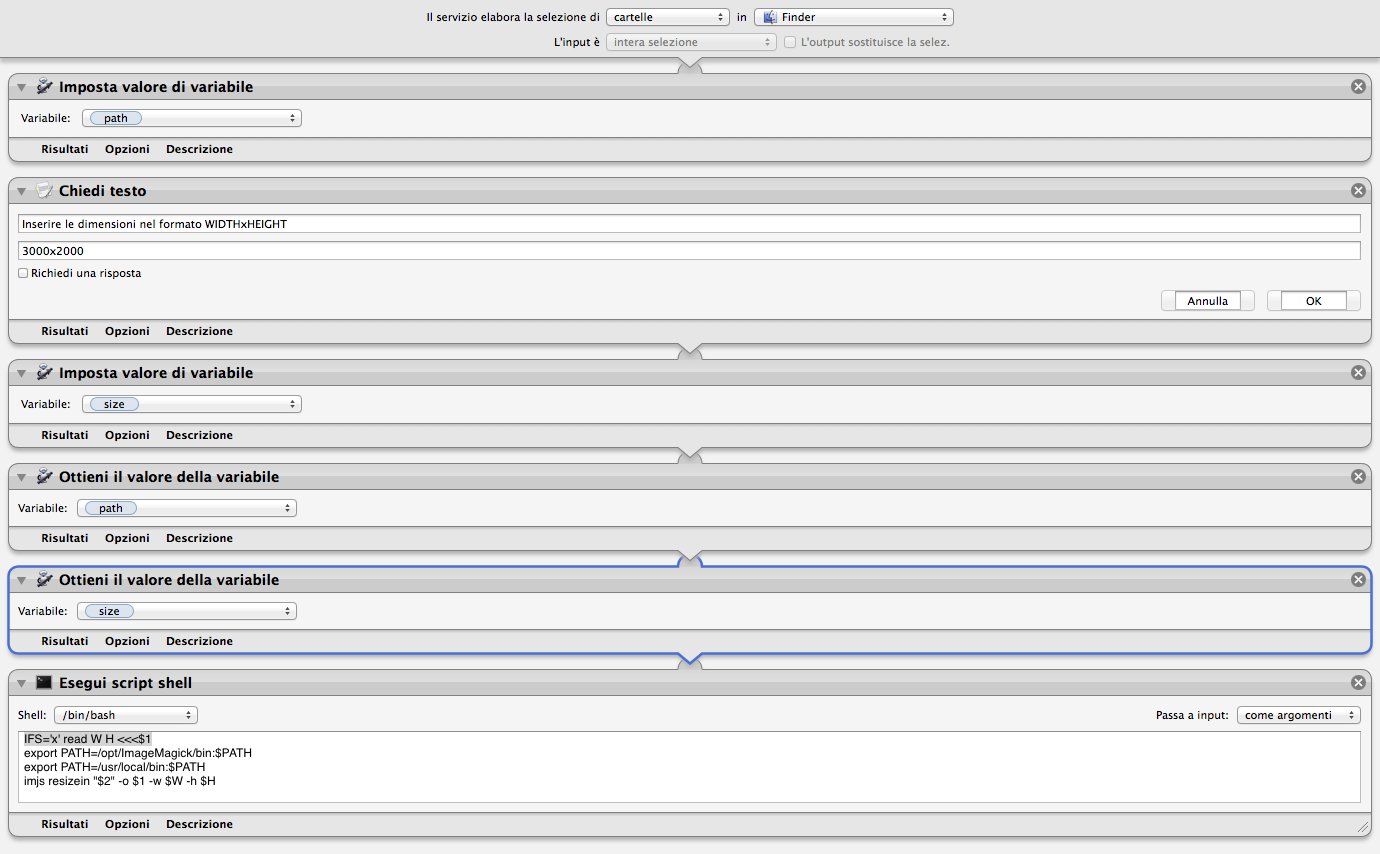 Il servizio elabora la selezione di cartelle in Finder
L'input è intera selezione L'output sostituisce la selez.
Imposta valore di variabile
Variabile: path
Risultati Opzioni Descrizione
Chiedi testo
Inserire le dimensioni nel formato WIDTHxHEIGHT
3000x2000
Richiedi una risposta
Annulla OK
Risultati Opzioni Descrizione
Imposta valore di variabile
Variabile: size
Risultati Opzioni Descrizione
Ottieni il valore della variabile
Variabile: path
Risultati Opzioni Descrizione
Ottieni il valore della variabile
Variabile: size
Risultati Opzioni Descrizione
Esegui script shell
Shell: /bin/bash Passa a input: come argomenti
IFS='x' read W H <<<$1
export PATH=/opt/ImageMagick/bin:$PATH
export PATH=/usr/local/bin:$PATH
imjs resizein "$2" -o $1 -w $W -h $H
Risultati Opzioni Descrizione